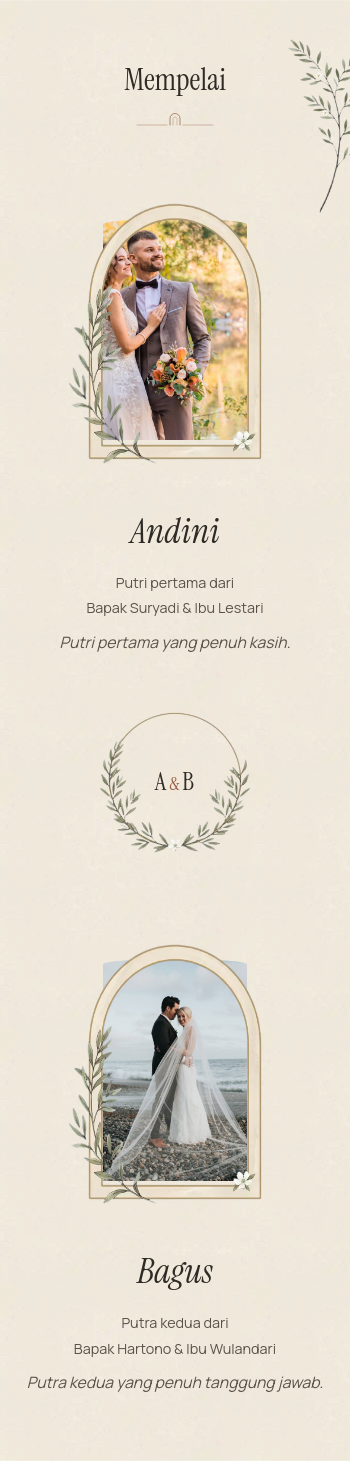 Mempelai
Andini
Putri pertama dari
Bapak Suryadi & Ibu Lestari
Putri pertama yang penuh kasih.
A & B
Bagus
Putra kedua dari
Bapak Hartono & Ibu Wulandari
Putra kedua yang penuh tanggung jawab.